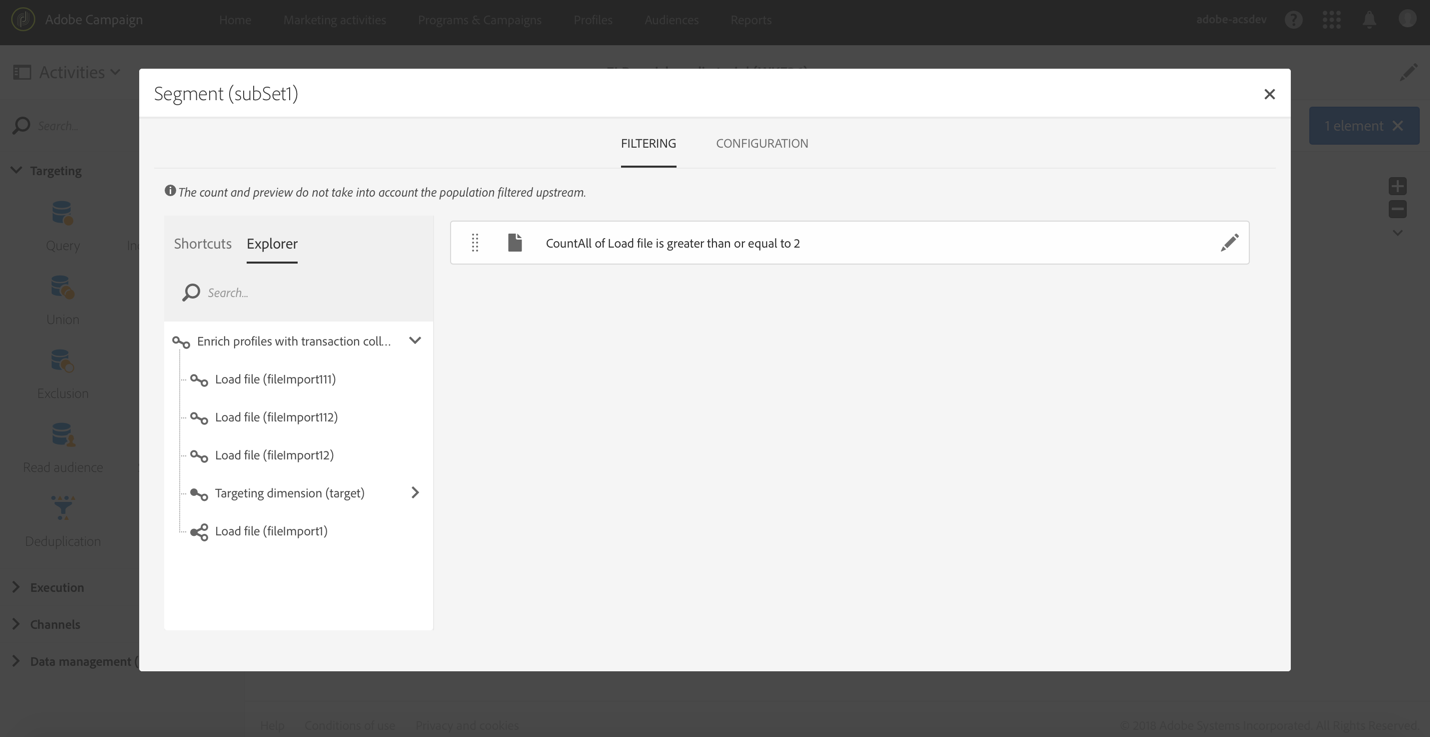 Adobe Campaign
Home
Marketing activities
Programs & Campaigns
Profiles
Audiences
Reports
adobe-acsdev
Activities
Segment (subSet1)
Search...
1 element
FILTERING
CONFIGURATION
Targeting
The count and preview do not take into account the population filtered upstream.
Query
Union
Exclusion
Read audience
Deduplication
Execution
Channels
Data management (
Shortcuts
Explorer
Search...
Enrich profiles with transaction coll...
Load file (fileImport111)
Load file (fileImport112)
Load file (fileImport12)
Targeting dimension (target)
Load file (fileImport1)
CountAll of Load file is greater than or equal to 2
Help
Conditions of use
Privacy and cookies
© 2018 Adobe Systems Incorporated. All Rights Reserved.